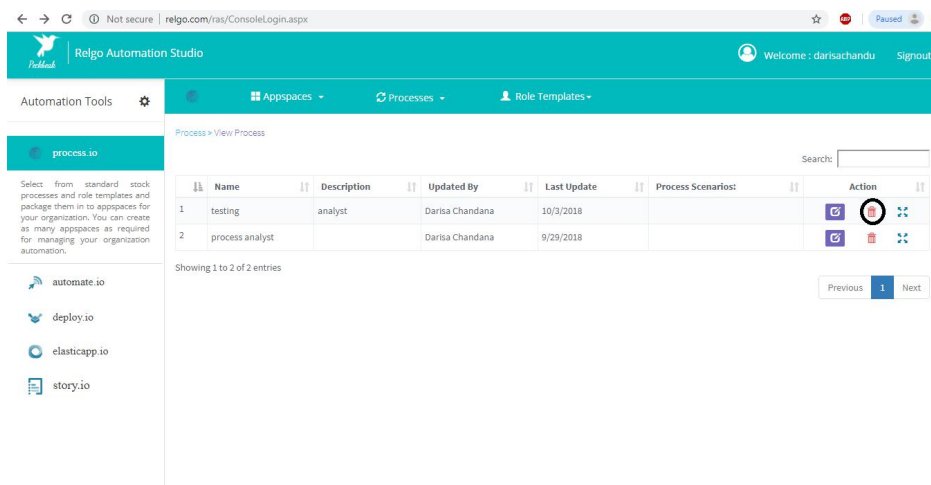 Not secure | relgo.com/ras/ConsoleLogin.aspx
ABP
Paused
Relgo Automation Studio
Welcome : darisachandu
Signout
Automation Tools
Appspaces
Processes
Role Templates
Process > View Process
process.io
Search:
Select from standard stock
processes and role templates and
package them in to appspaces for
your organization. You can create
as many appspaces as required
for managing your organization
automation.
Name Description Updated By Last Update Process Scenarios: Action
1 testing analyst Darisa Chandana 10/3/2018
2 process analyst Darisa Chandana 9/29/2018
Showing 1 to 2 of 2 entries
Previous 1 Next
automate.io
deploy.io
elasticapp.io
story.io